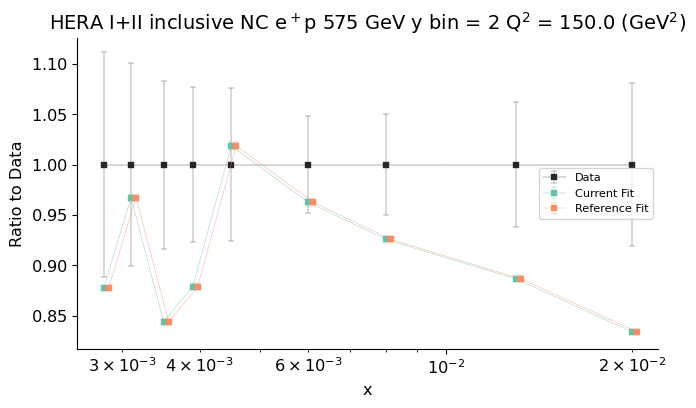 HERA I+II inclusive NC e⁺p 575 GeV y bin = 2 Q² = 150.0 (GeV²)
Ratio to Data
1.10
1.05
1.00
0.95
0.90
0.85
Data
Current Fit
Reference Fit
3 × 10⁻³
4 × 10⁻³
6 × 10⁻³
10⁻²
2 × 10⁻²
x